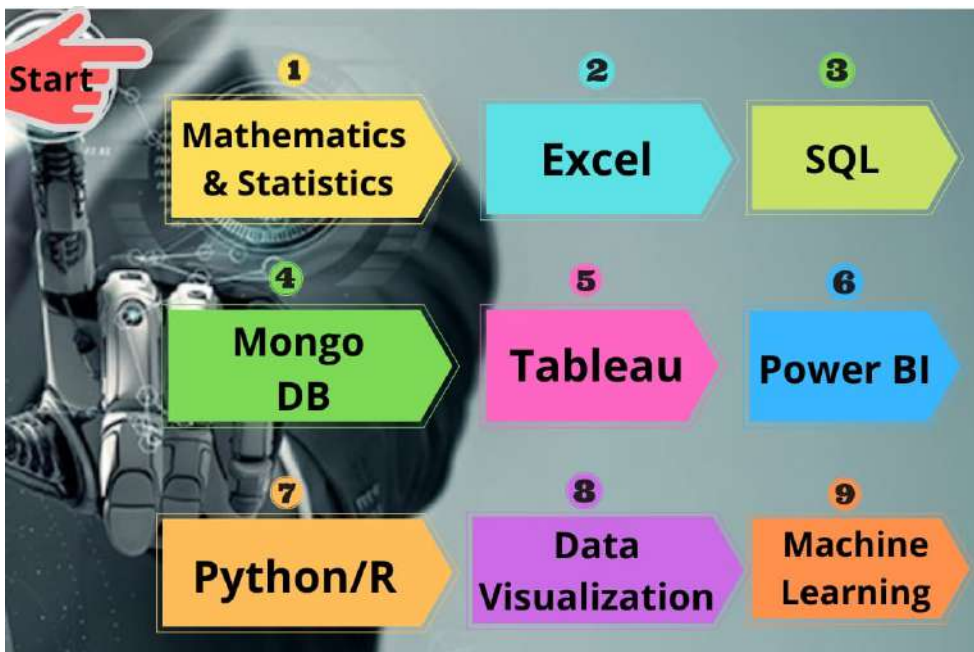 Start
1
Mathematics
& Statistics
2
Excel
3
SQL
4
Mongo
DB
5
Tableau
6
Power BI
7
Python/R
8
Data
Visualization
9
Machine
Learning